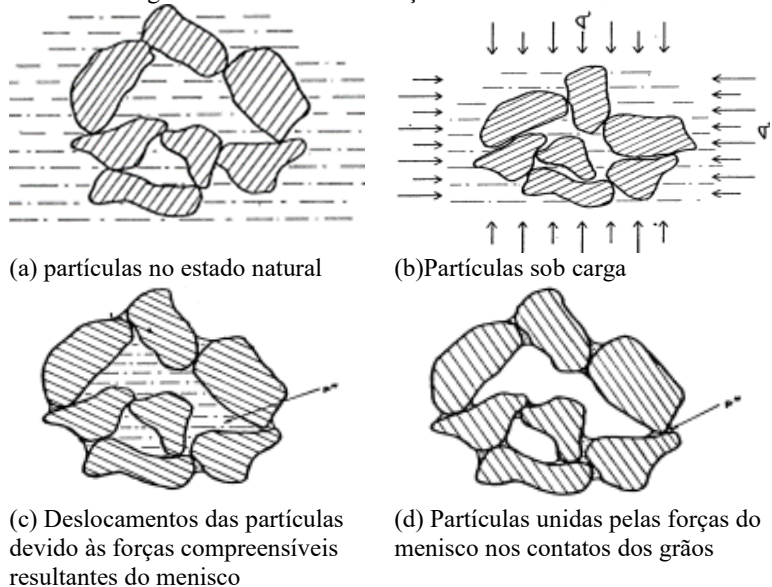 (a) partículas no estado natural
(b)Partículas sob carga
(c) Deslocamentos das partículas
devido às forças compreensíveis
resultantes do menisco
(d) Partículas unidas pelas forças do
menisco nos contatos dos grãos